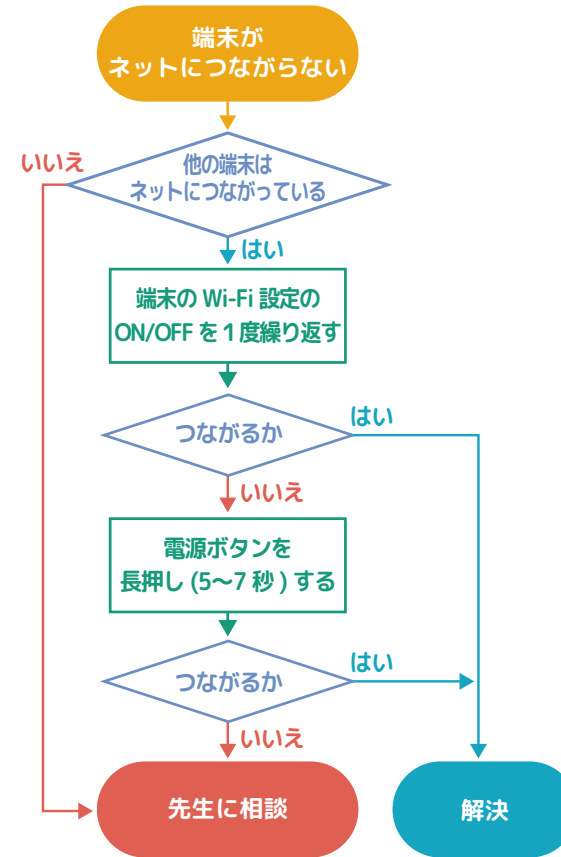 端末が
ネットにつながらない
いいえ
他の端末は
ネットにつながっている
はい
端末の Wi-Fi 設定の
ON/OFF を 1 度繰り返す
つながるか
はい
いいえ
電源ボタンを
長押し (5〜7 秒 ) する
つながるか
はい
いいえ
先生に相談
解決